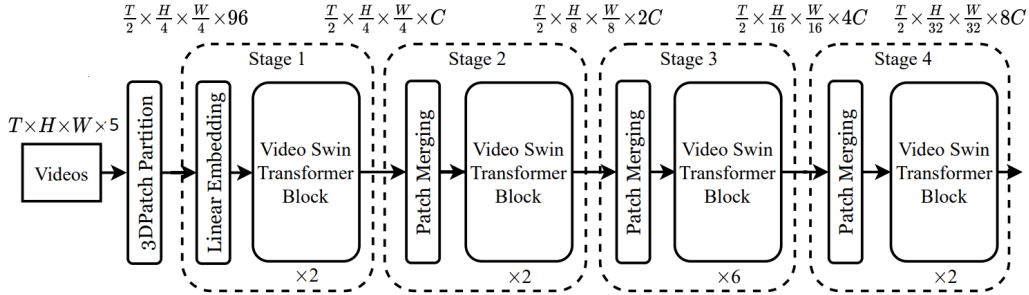 T/2 × H/4 × W/4 × 96
T/2 × H/4 × W/4 × C
T/2 × H/8 × W/8 × 2C
T/2 × H/16 × W/16 × 4C
T/2 × H/32 × W/32 × 8C
Stage 1
Stage 2
Stage 3
Stage 4
T×H×W×5
Videos
3DPatch Partition
Linear Embedding
Video Swin
Transformer
Block
×2
Patch Merging
Video Swin
Transformer
Block
×2
Patch Merging
Video Swin
Transformer
Block
×6
Patch Merging
Video Swin
Transformer
Block
×2